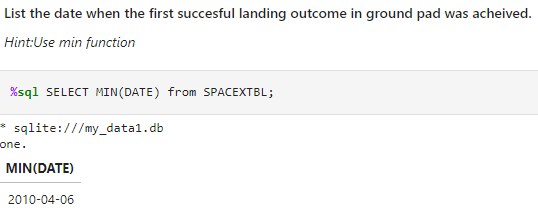 List the date when the first succesful landing outcome in ground pad was acheived.
Hint:Use min function
%sql SELECT MIN(DATE) from SPACEXTBL;
* sqlite:///my_data1.db
one.
MIN(DATE)
2010-04-06